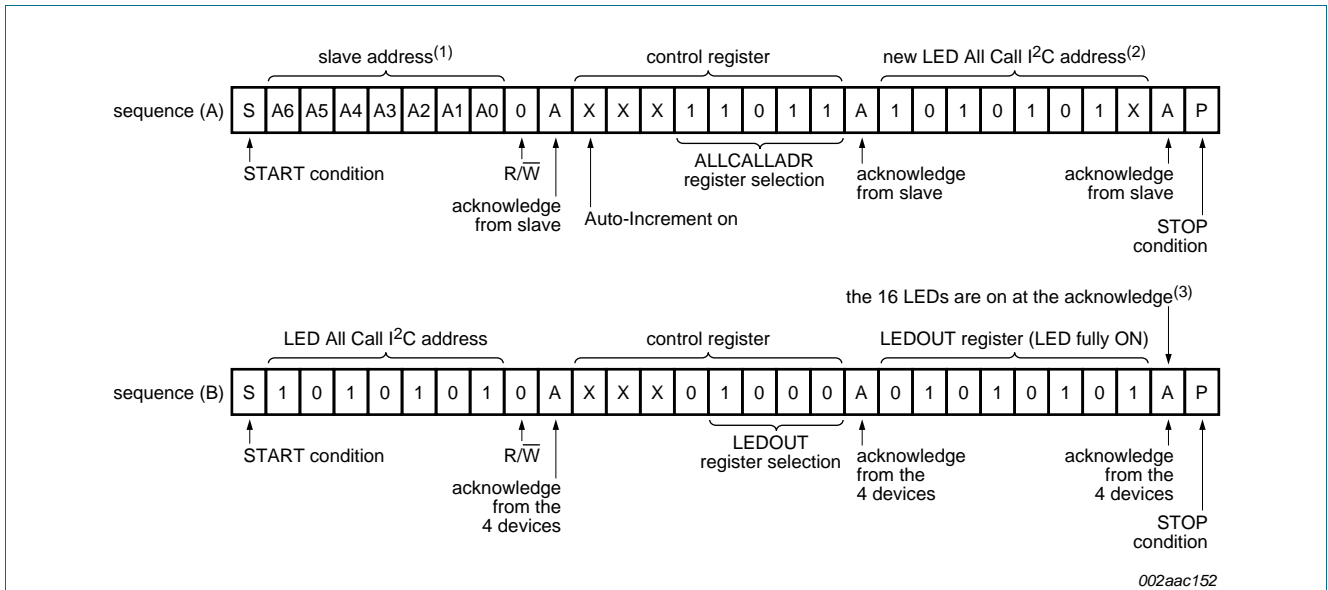 slave address(1) control register new LED All Call I2C address(2)
sequence (A) S A6 A5 A4 A3 A2 A1 A0 0 A X X X 1 1 0 1 1 A 1 0 1 0 1 0 1 X A P
START condition
R/W
acknowledge
from slave
Auto-Increment on
ALLCALLADR
register selection
acknowledge
from slave
acknowledge
from slave
STOP
condition
the 16 LEDs are on at the acknowledge(3)
LED All Call I2C address control register LEDOUT register (LED fully ON)
sequence (B) S 1 0 1 0 1 0 1 0 A X X X 0 1 0 0 0 A 0 1 0 1 0 1 0 1 A P
START condition
R/W
acknowledge
from the
4 devices
LEDOUT
register selection
acknowledge
from the
4 devices
acknowledge
from the
4 devices
STOP
condition
002aac152